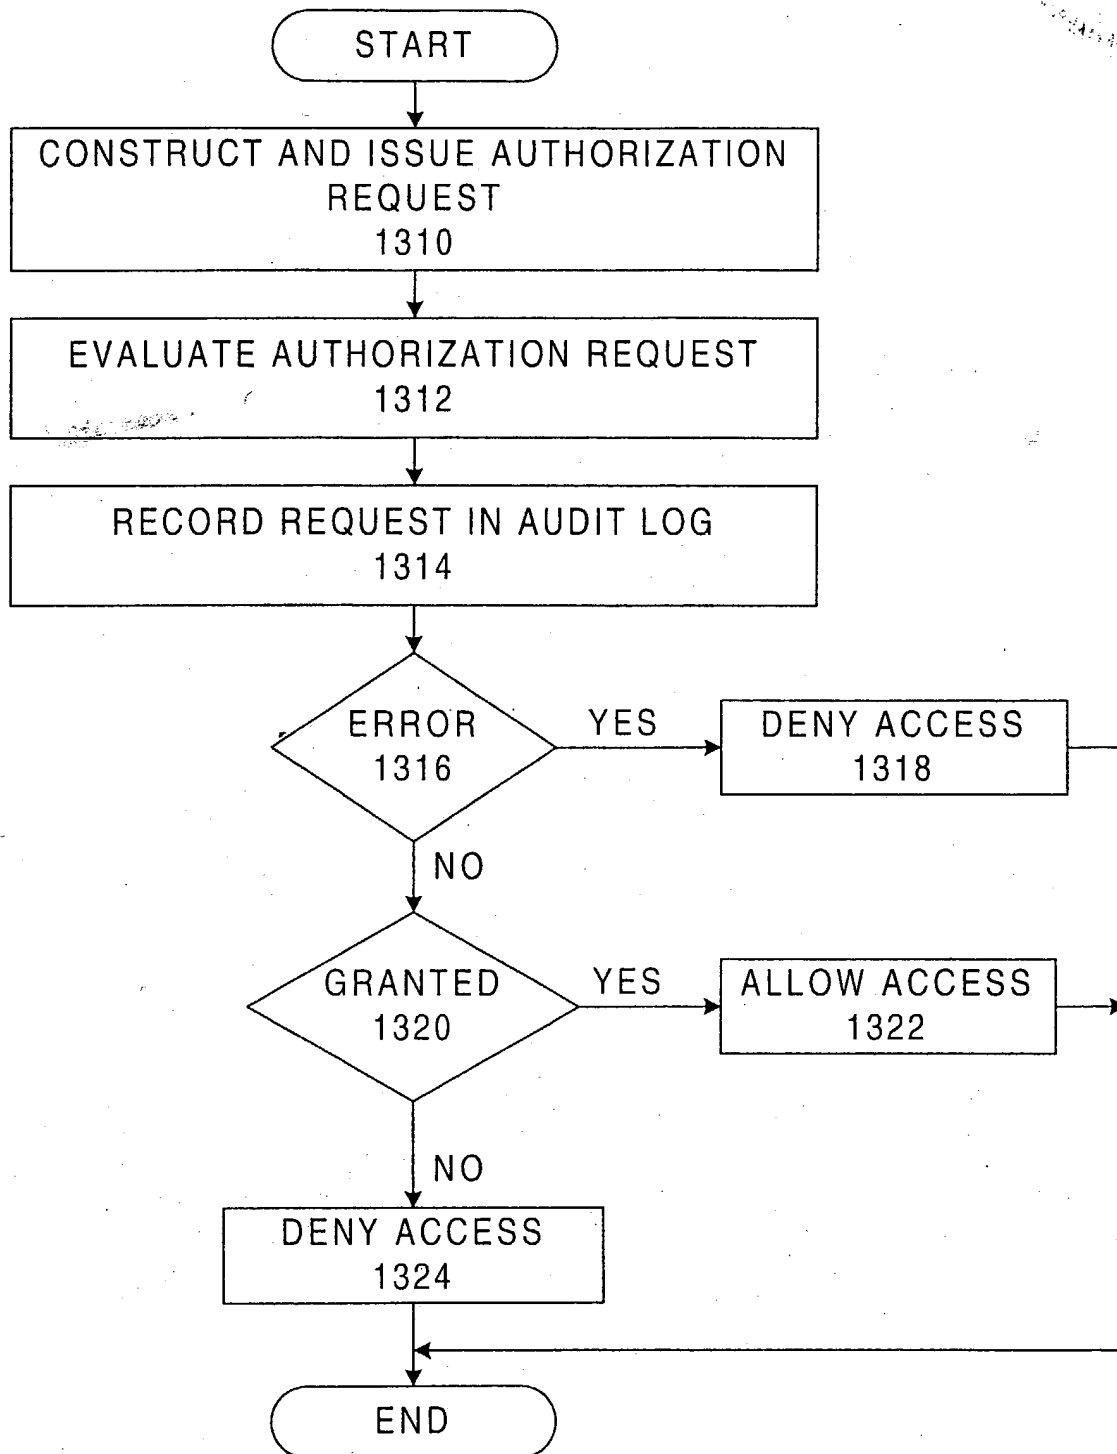 START
CONSTRUCT AND ISSUE AUTHORIZATION
REQUEST
1310
EVALUATE AUTHORIZATION REQUEST
1312
RECORD REQUEST IN AUDIT LOG
1314
ERROR
1316
YES
DENY ACCESS
1318
NO
GRANTED
1320
YES
ALLOW ACCESS
1322
NO
DENY ACCESS
1324
END